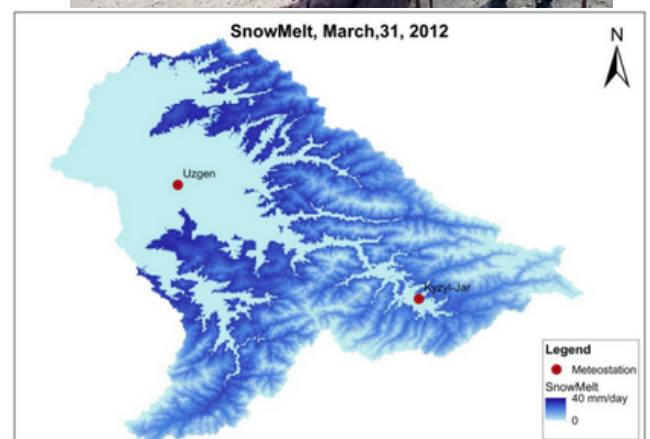 SnowMelt, March,31, 2012
N
Uzgen
Kyzyl-Jar
Legend
Meteostation
SnowMelt
40 mm/day
0